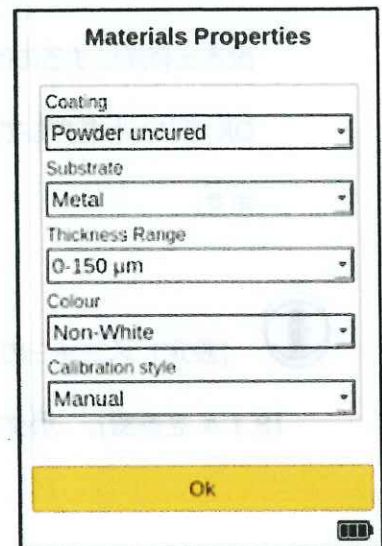 Materials Properties
Coating
Powder uncured
Substrate
Metal
Thickness Range
0-150 µm
Colour
Non-White
Calibration style
Manual
Ok